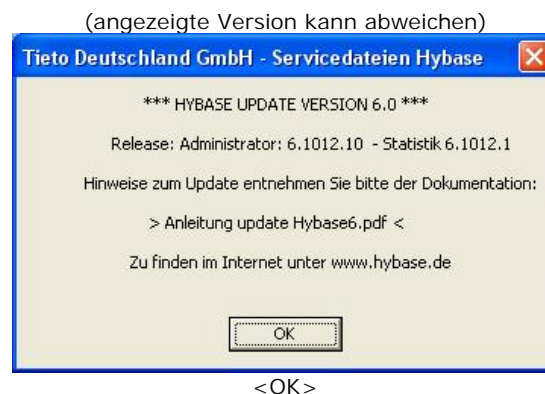 (angezeigte Version kann abweichen)
Tieto Deutschland GmbH - Servicedateien Hybase
*** HYBASE UPDATE VERSION 6.0 ***
Release: Administrator: 6.1012.10 - Statistik 6.1012.1
Hinweise zum Update entnehmen Sie bitte der Dokumentation:
> Anleitung update Hybase6.pdf <
Zu finden im Internet unter www.hybase.de
OK
<OK>